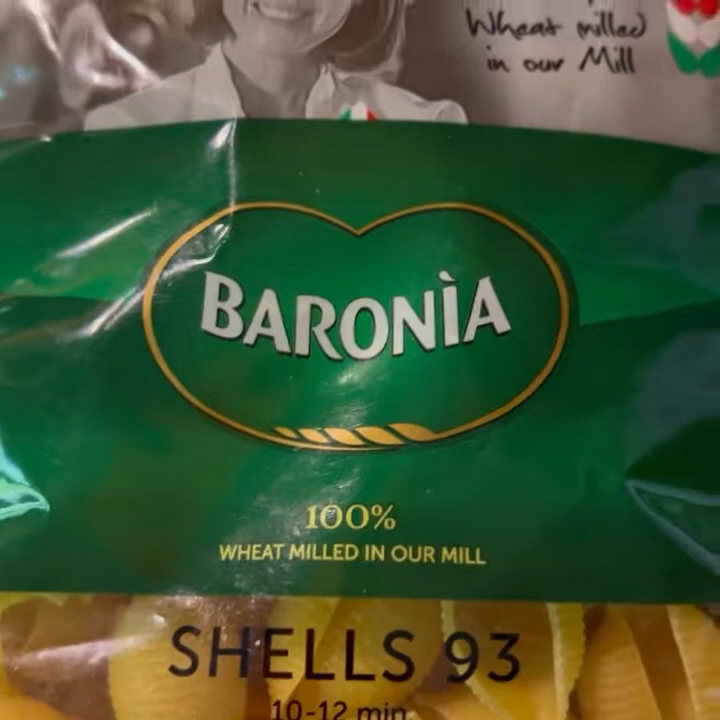 Wheat milled
in our Mill
BARONÌA
100%
WHEAT MILLED IN OUR MILL
SHELLS 93
10-12 min.